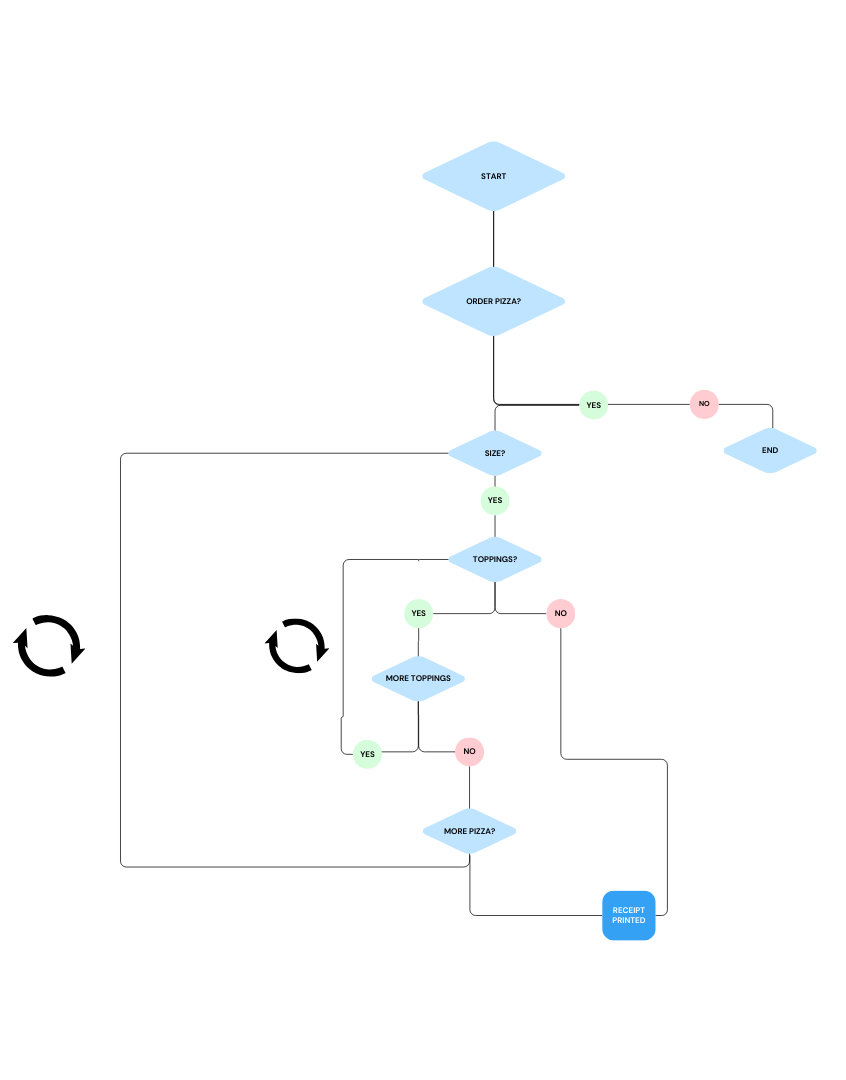 START
ORDER PIZZA?
YES
NO
END
SIZE?
YES
TOPPINGS?
YES
NO
MORE TOPPINGS
YES
NO
MORE PIZZA?
RECEIPT
PRINTED